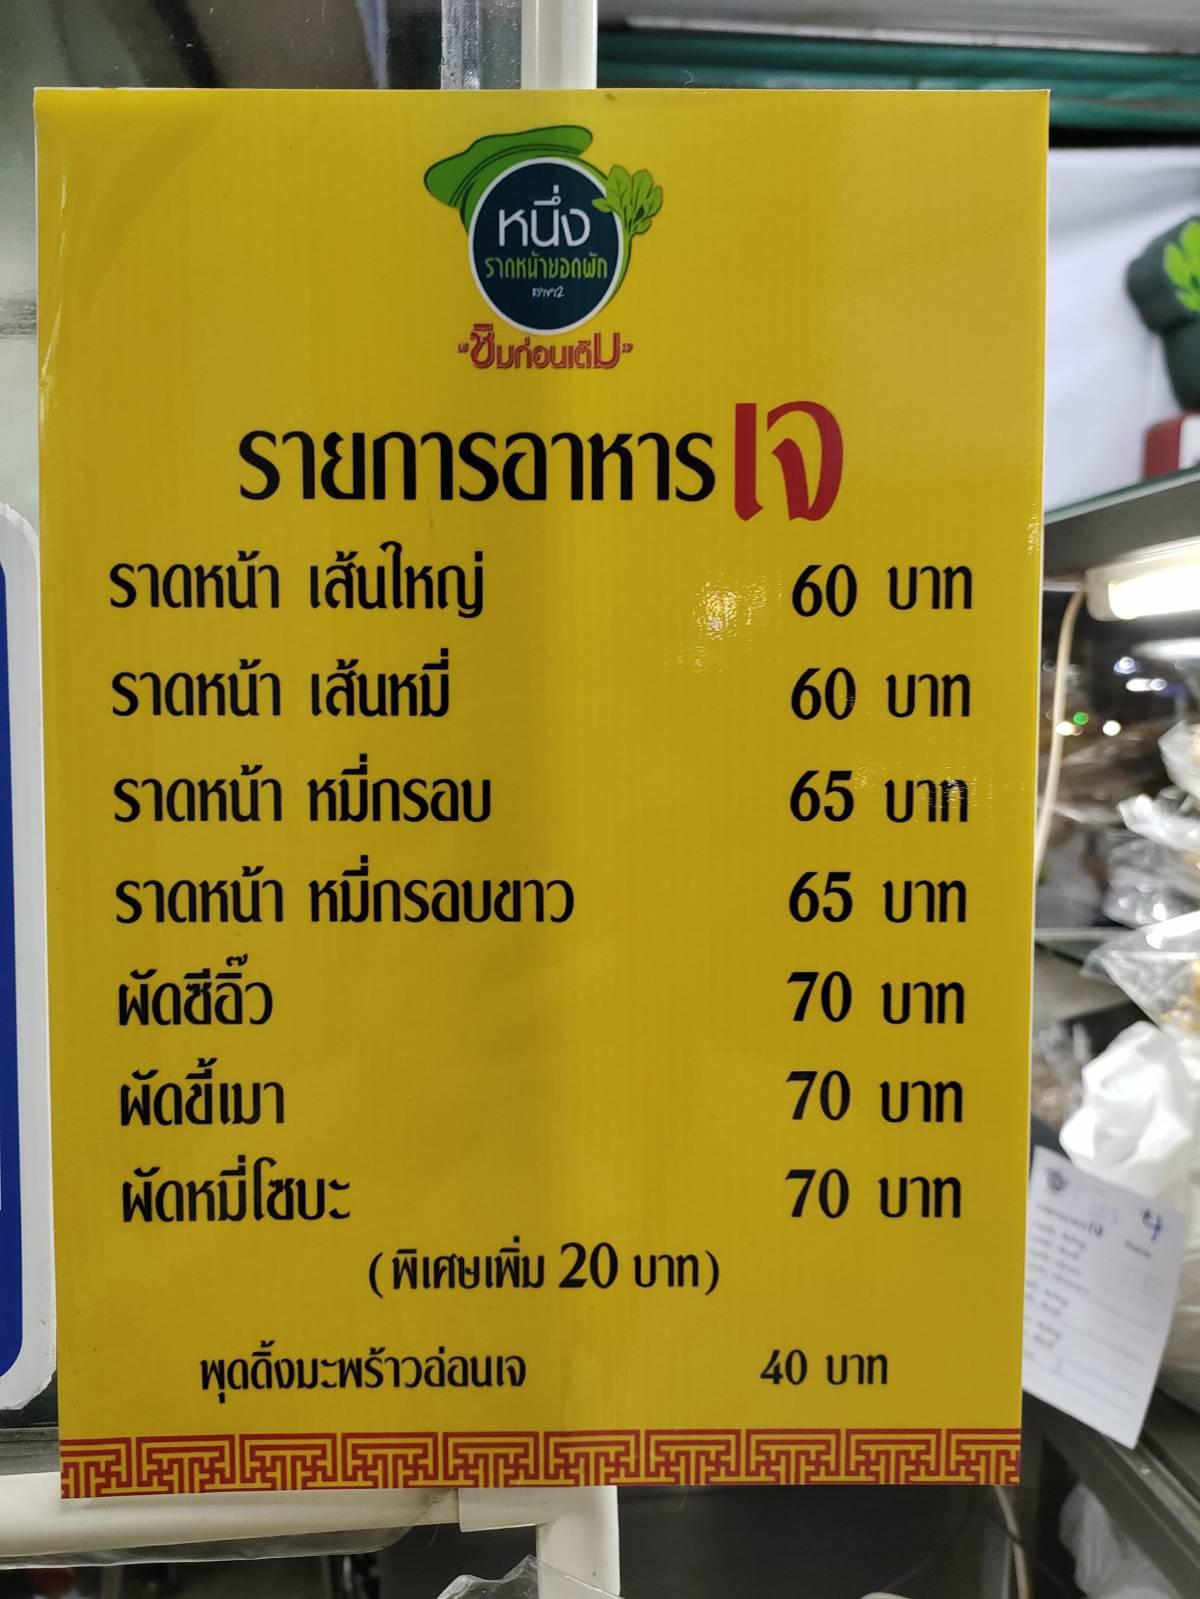 หนึ่ง
ราดหน้ายอดผัก
สาขา2
"ชิมก่อนเติม"
รายการอาหารเจ
ราดหน้า เส้นใหญ่ 60 บาท
ราดหน้า เส้นหมี่ 60 บาท
ราดหน้า หมี่กรอบ 65 บาท
ราดหน้า หมี่กรอบขาว 65 บาท
ผัดซีอิ๊ว 70 บาท
ผัดขี้เมา 70 บาท
ผัดหมี่โซบะ 70 บาท
(พิเศษเพิ่ม 20 บาท)
พุดดิ้งมะพร้าวอ่อนเจ 40 บาท